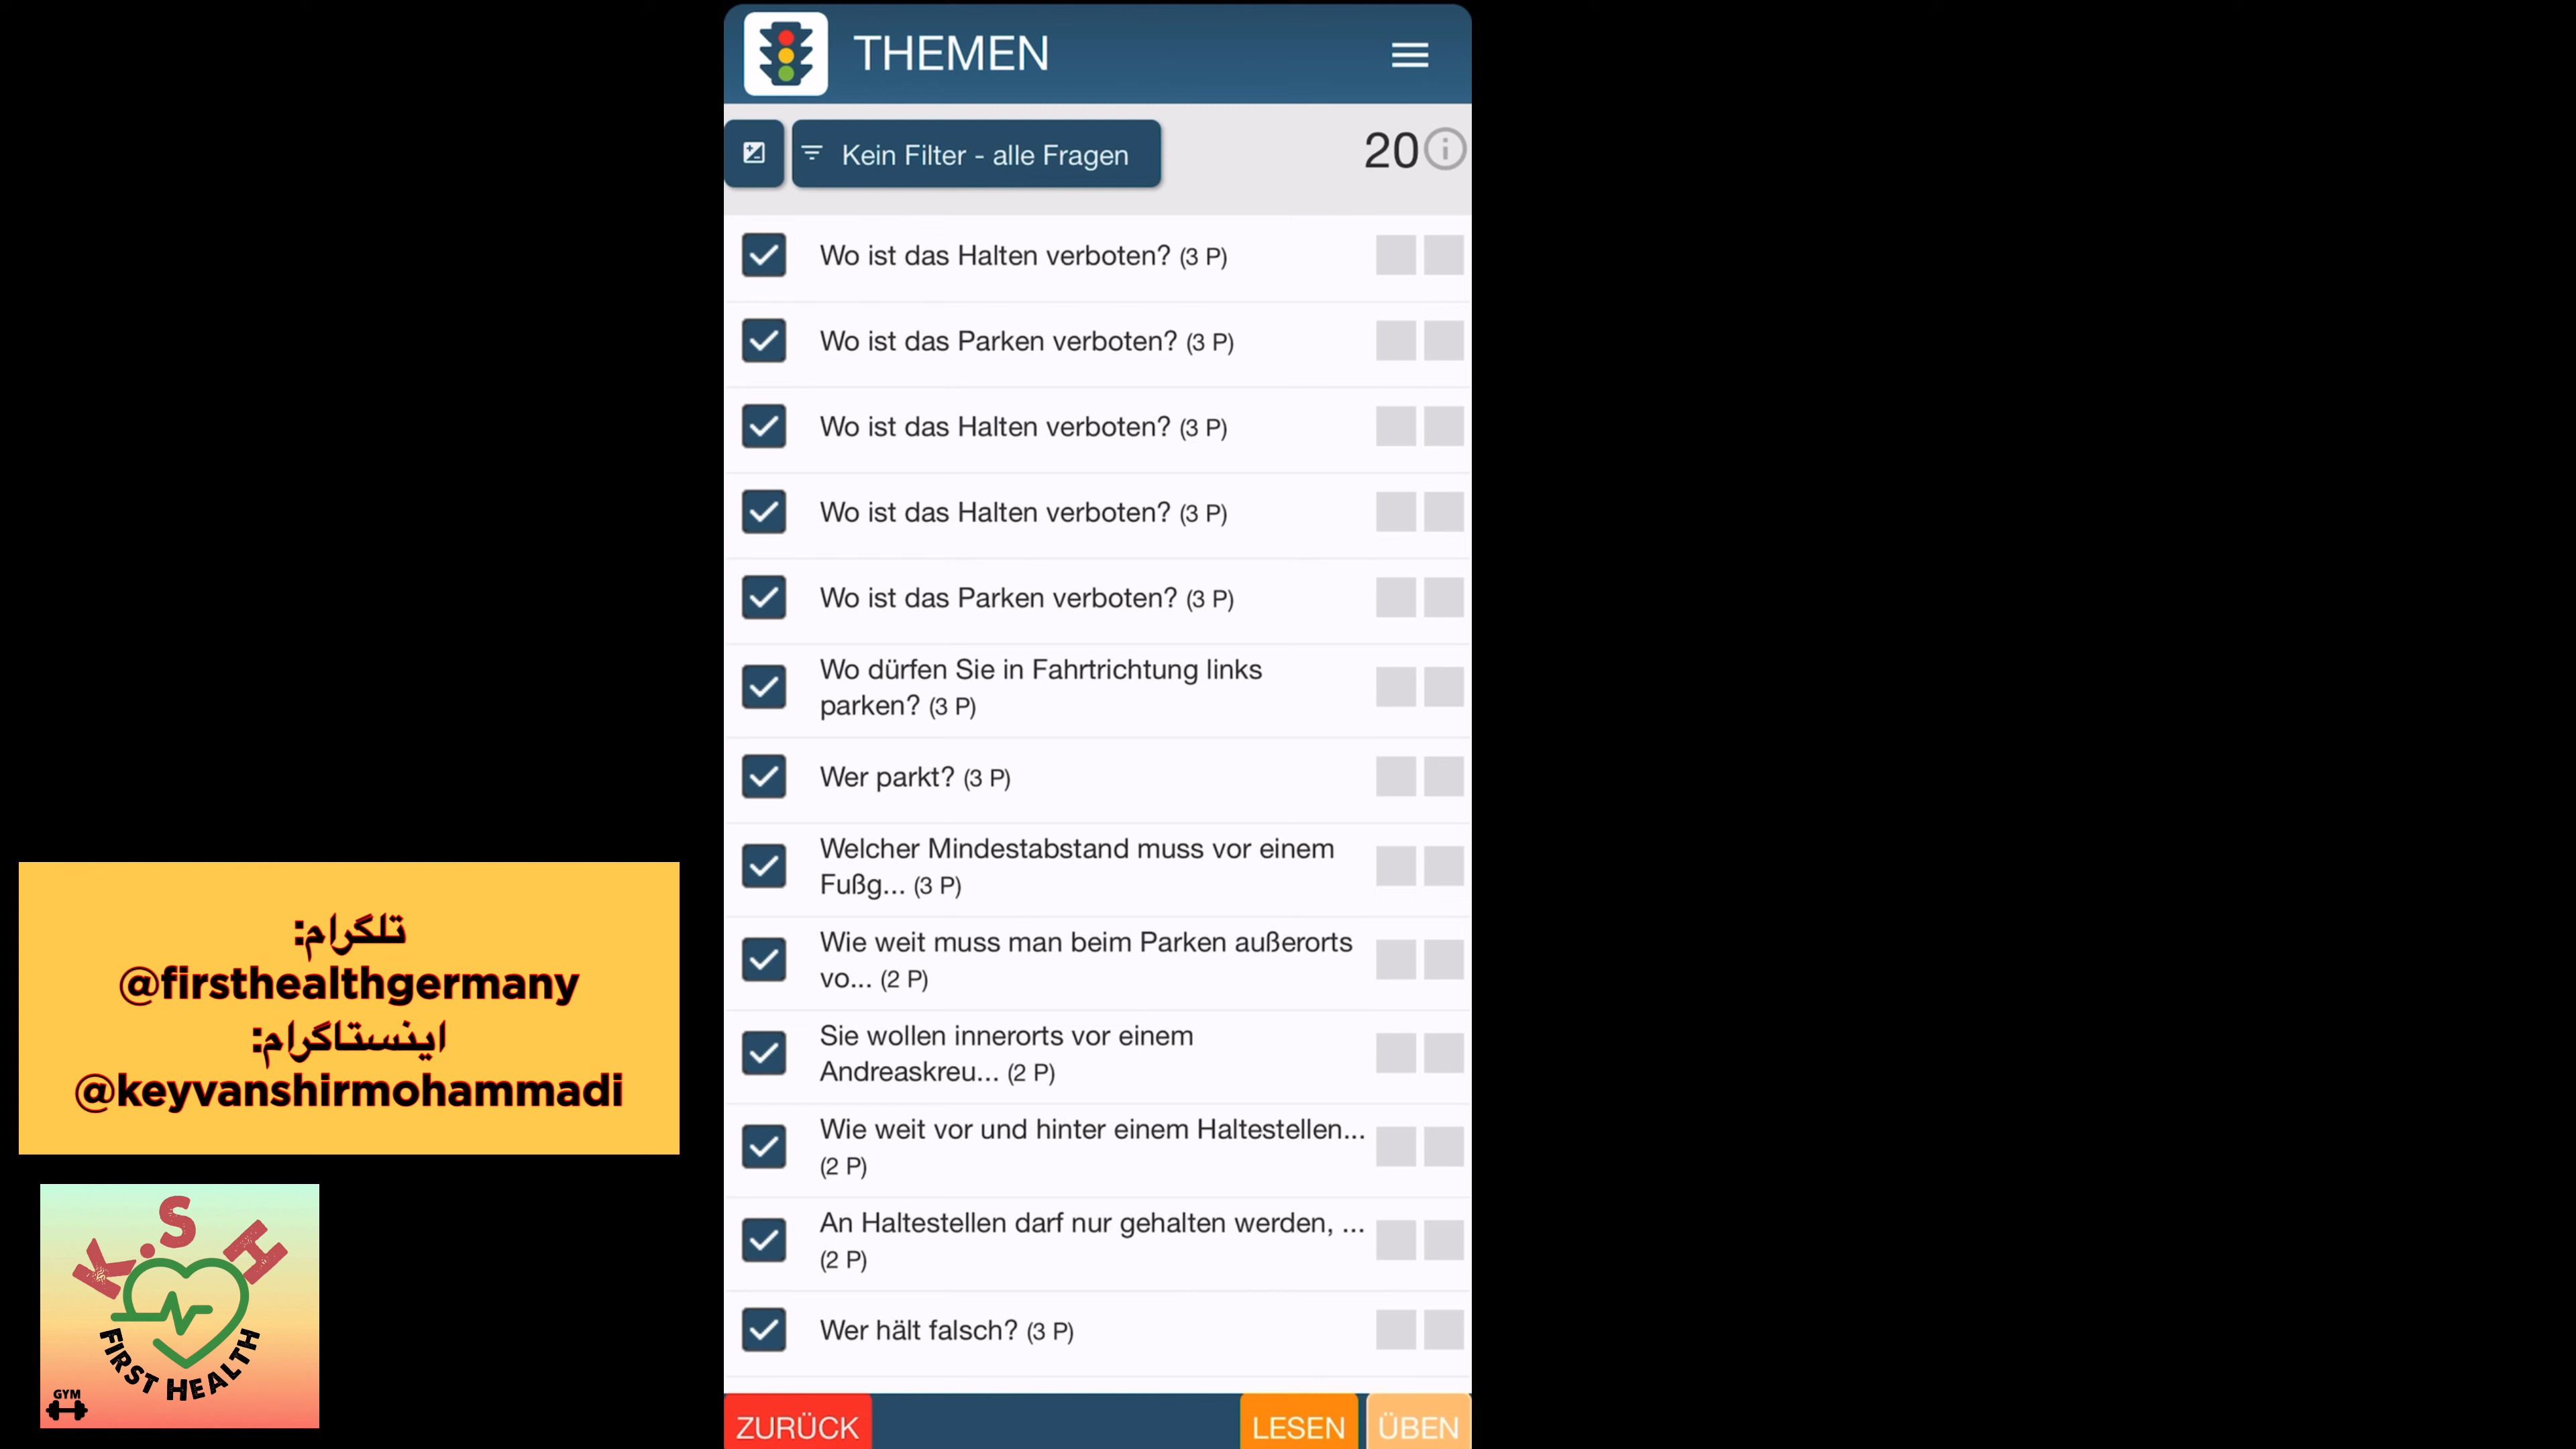 THEMEN
Kein Filter - alle Fragen
20
Wo ist das Halten verboten? (3 P)
Wo ist das Parken verboten? (3 P)
Wo ist das Halten verboten? (3 P)
Wo ist das Halten verboten? (3 P)
Wo ist das Parken verboten? (3 P)
Wo dürfen Sie in Fahrtrichtung links
parken? (3 P)
Wer parkt? (3 P)
Welcher Mindestabstand muss vor einem
Fußg... (3 P)
Wie weit muss man beim Parken außerorts
vo... (2 P)
Sie wollen innerorts vor einem
Andreaskreu... (2 P)
Wie weit vor und hinter einem Haltestellen...
(2 P)
An Haltestellen darf nur gehalten werden, ...
(2 P)
Wer hält falsch? (3 P)
ZURÜCK
LESEN
ÜBEN
تلگرام:
@firsthealthgermany
اینستاگرام:
@keyvanshirmohammadi
K.SH
FIRST HEALTH
GYM